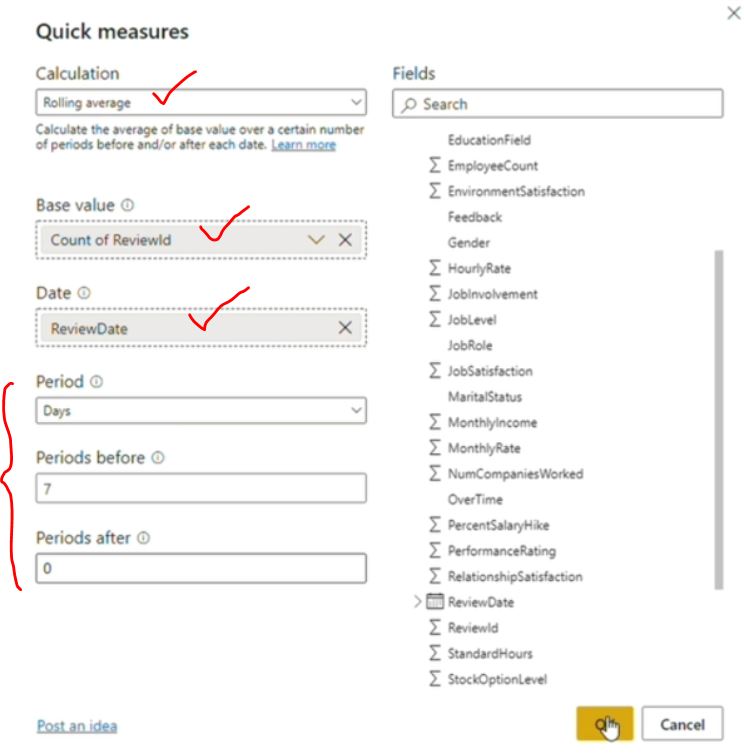 Quick measures
Calculation
Rolling average
Calculate the average of base value over a certain number
of periods before and/or after each date. Learn more
Base value
Count of ReviewId
Date
ReviewDate
Period
Days
Periods before
7
Periods after
0
Post an idea
Fields
Search
EducationField
EmployeeCount
EnvironmentSatisfaction
Feedback
Gender
HourlyRate
JobInvolvement
JobLevel
JobRole
JobSatisfaction
MaritalStatus
MonthlyIncome
MonthlyRate
NumCompaniesWorked
OverTime
PercentSalaryHike
PerformanceRating
RelationshipSatisfaction
ReviewDate
ReviewId
StandardHours
StockOptionLevel
Cancel